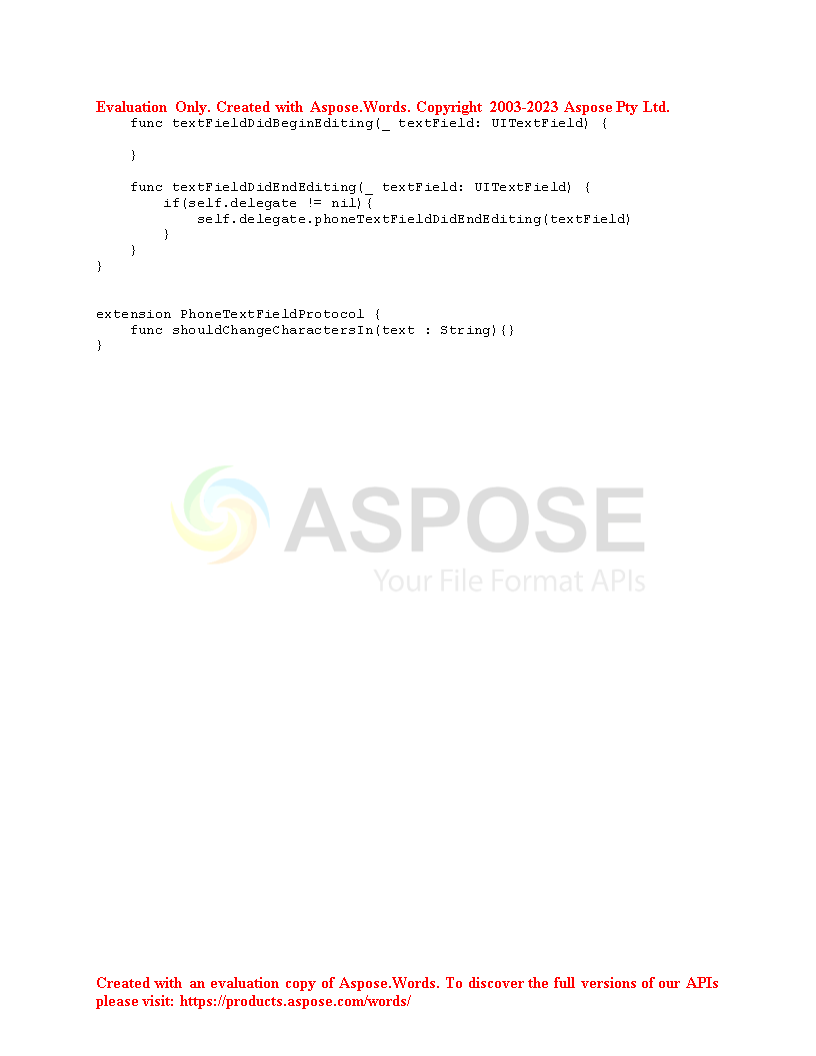 Evaluation Only. Created with Aspose.Words. Copyright 2003-2023 Aspose Pty Ltd.
    func textFieldDidBeginEditing(_ textField: UITextField) {

    }

    func textFieldDidEndEditing(_ textField: UITextField) {
        if(self.delegate != nil){
            self.delegate.phoneTextFieldDidEndEditing(textField)
        }
    }
}


extension PhoneTextFieldProtocol {
    func shouldChangeCharactersIn(text : String){}
}
ASPOSE
Your File Format APIs
Created with an evaluation copy of Aspose.Words. To discover the full versions of our APIs
please visit: https://products.aspose.com/words/